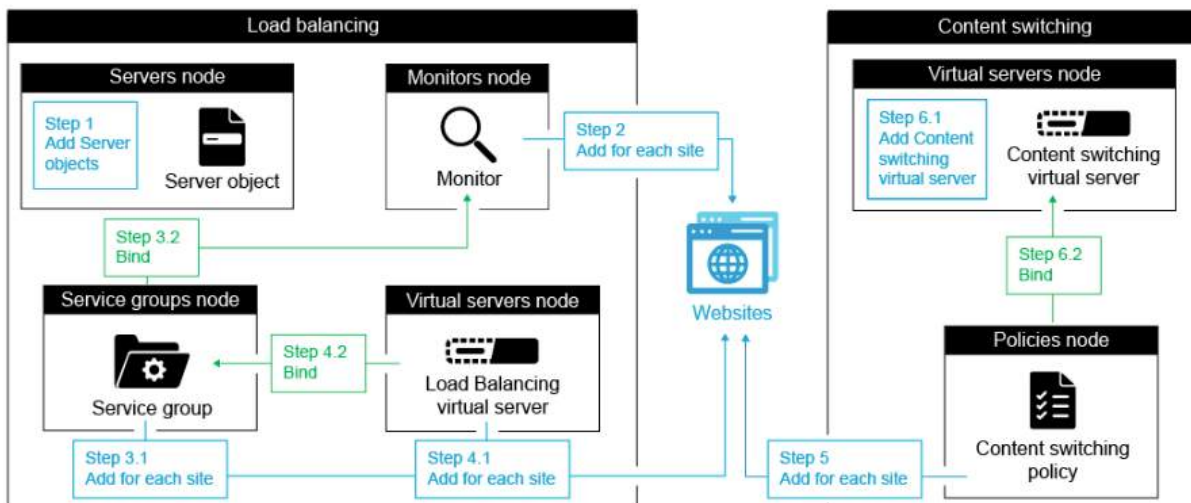 Load balancing
Content switching
Servers node
Monitors node
Virtual servers node
Step 1
Add Server
objects
Server object
Monitor
Step 2
Add for each site
Step 6.1
Add Content
switching
virtual server
Content switching
virtual server
Step 3.2
Bind
Step 6.2
Bind
Service groups node
Virtual servers node
Websites
Policies node
Step 4.2
Bind
Service group
Load Balancing
virtual server
Content switching
policy
Step 3.1
Add for each site
Step 4.1
Add for each site
Step 5
Add for each site